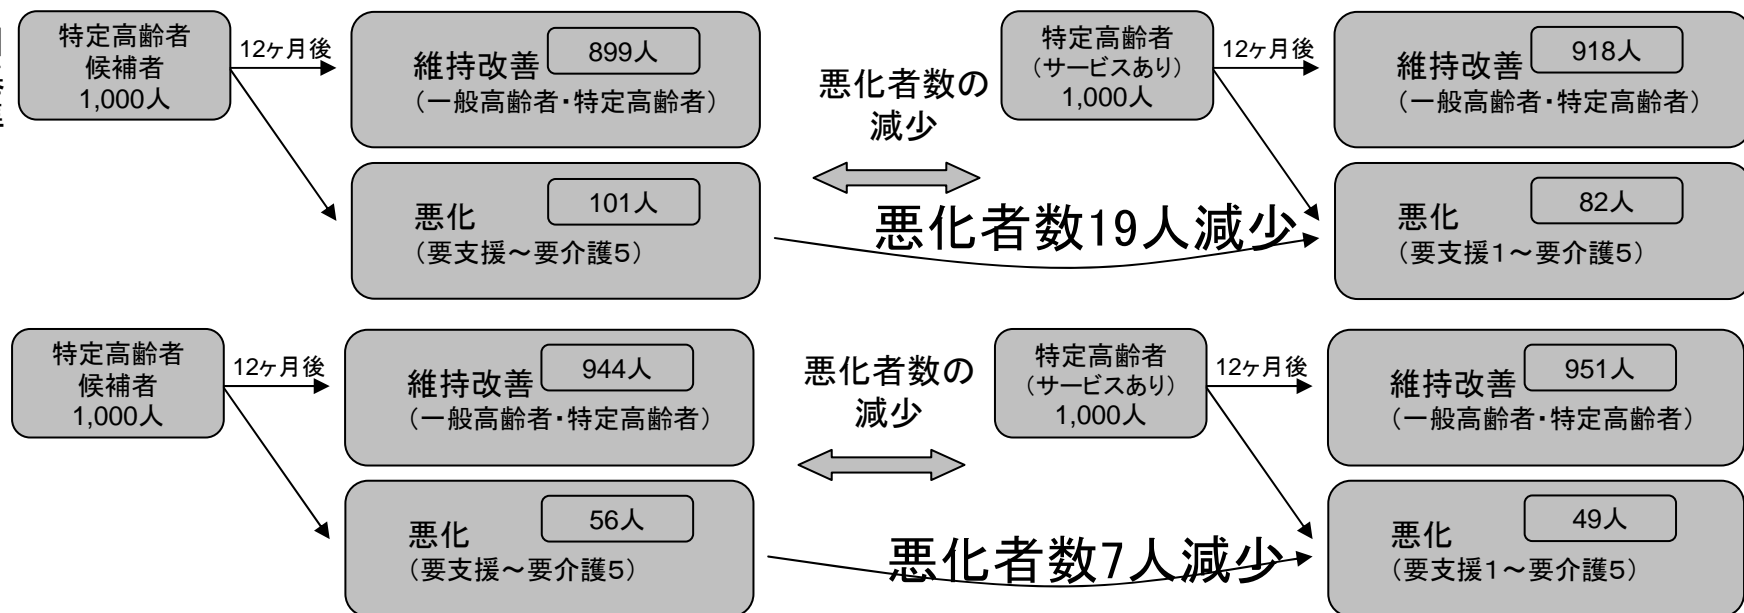 特定高齢者
候補者
1,000人
12ヶ月後
維持改善 899人
(一般高齢者・特定高齢者)
悪化 101人
(要支援～要介護5)
悪化者数の
減少
悪化者数19人減少
特定高齢者
(サービスあり)
1,000人
12ヶ月後
維持改善 918人
(一般高齢者・特定高齢者)
悪化 82人
(要支援1～要介護5)
特定高齢者
候補者
1,000人
12ヶ月後
維持改善 944人
(一般高齢者・特定高齢者)
悪化 56人
(要支援～要介護5)
悪化者数の
減少
悪化者数7人減少
特定高齢者
(サービスあり)
1,000人
12ヶ月後
維持改善 951人
(一般高齢者・特定高齢者)
悪化 49人
(要支援1～要介護5)